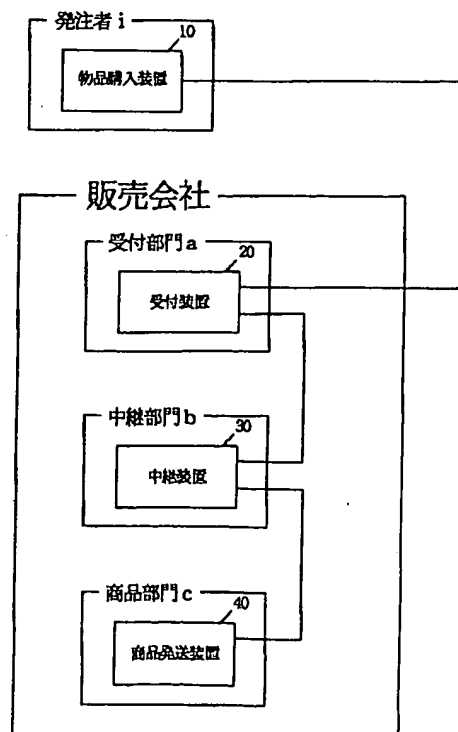 発注者 i
10
物品購入装置
販売会社
受付部門 a
20
受付装置
中継部門 b
30
中継装置
商品部門 c
40
商品発送装置